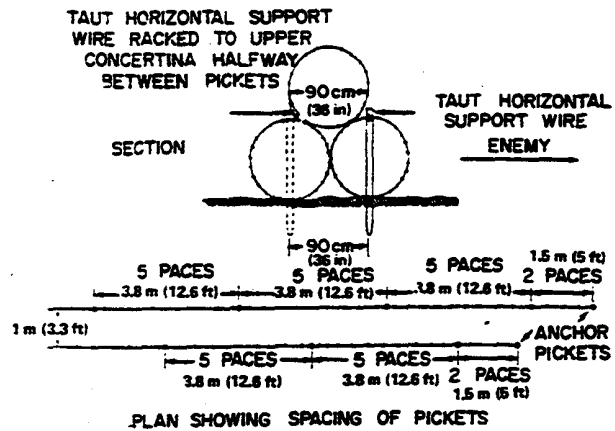 TAUT HORIZONTAL SUPPORT
WIRE RACKED TO UPPER
CONCERTINA HALFWAY
BETWEEN PICKETS
90 cm
(36 in)
TAUT HORIZONTAL
SUPPORT WIRE
ENEMY
SECTION
90 cm
(36 in)
1.5 m (5 ft)
5 PACES
5 PACES
5 PACES
2 PACES
3.8 m (12.6 ft)
3.8 m (12.6 ft)
3.8 m (12.6 ft)
1 m (3.3 ft)
ANCHOR
PICKETS
5 PACES
5 PACES
2 PACES
3.8 m (12.6 ft)
3.8 m (12.6 ft)
1.5 m (5 ft)
PLAN SHOWING SPACING OF PICKETS